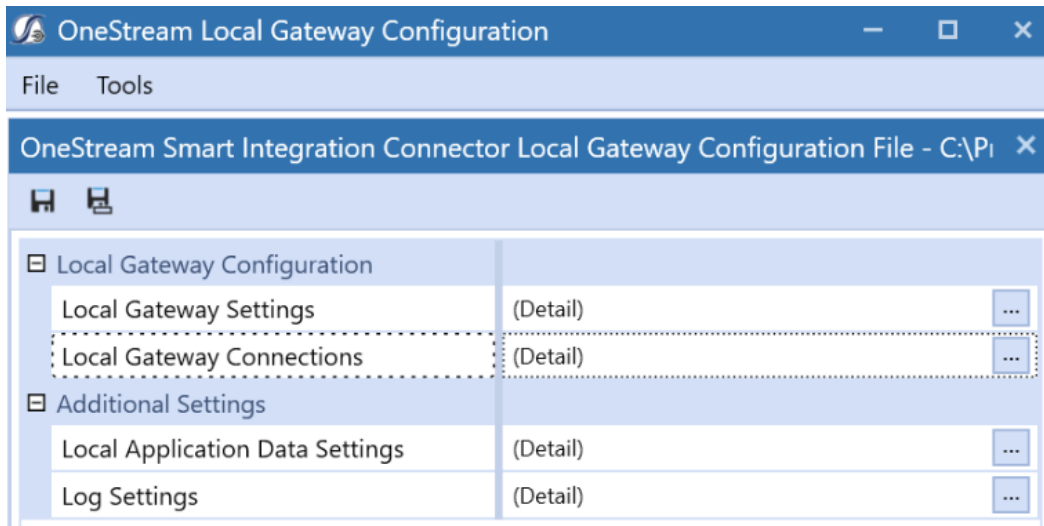 OneStream Local Gateway Configuration
File Tools
OneStream Smart Integration Connector Local Gateway Configuration File - C:\P
Local Gateway Configuration
Local Gateway Settings (Detail) ...
Local Gateway Connections (Detail) ...
Additional Settings
Local Application Data Settings (Detail) ...
Log Settings (Detail) ...